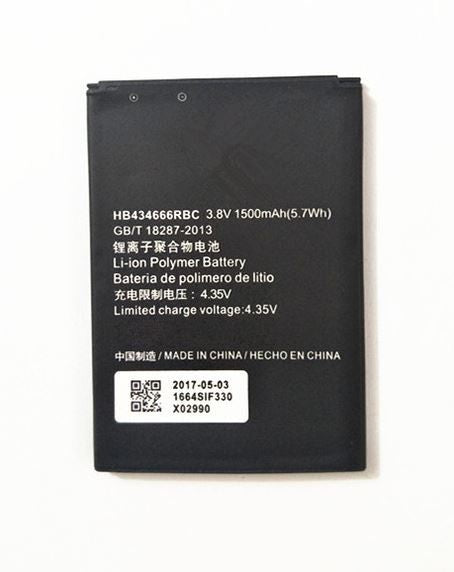 HB434666RBC 3.8V 1500mAh(5.7Wh)
GB/T 18287-2013
锂离子聚合物电池
Li-ion Polymer Battery
Bateria de polimero de litio
充电限制电压: 4.35V
Limited charge voltage:4.35V
中国制造/MADE IN CHINA/HECHO EN CHINA
2017-05-03
1664SIF330
X02990